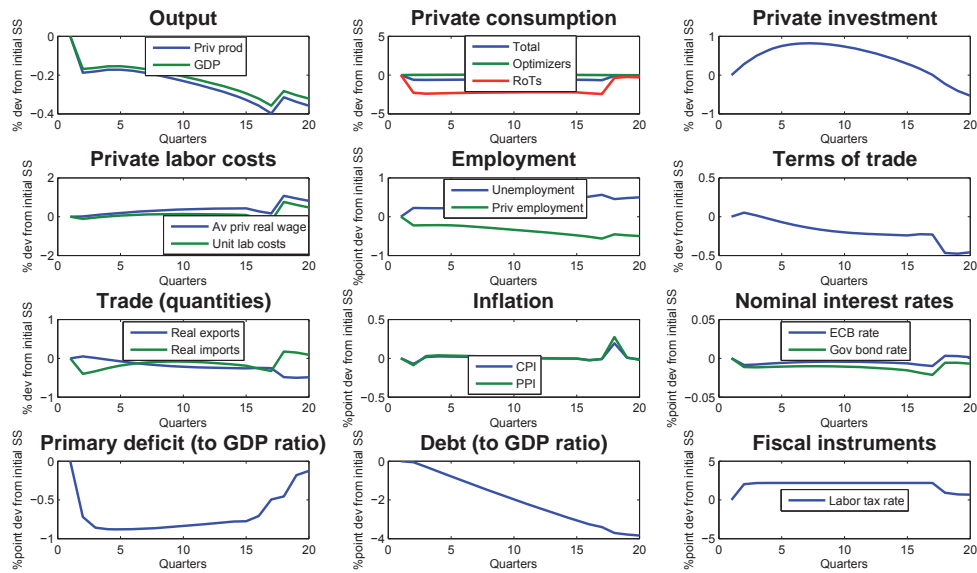 Output
% dev from initial SS
0
-0.2
-0.4
Priv prod
GDP
0 5 10 15 20
Quarters
Private consumption
% dev from initial SS
5
0
-5
Total
Optimizers
RoTs
0 5 10 15 20
Quarters
Private investment
% dev from initial SS
1
0
-1
0 5 10 15 20
Quarters
Private labor costs
% dev from initial SS
2
0
-2
Av priv real wage
Unit lab costs
0 5 10 15 20
Quarters
Employment
%point dev from initial SS
1
0
-1
Unemployment
Priv employment
0 5 10 15 20
Quarters
Terms of trade
% dev from initial SS
0.5
0
-0.5
0 5 10 15 20
Quarters
Trade (quantities)
% dev from initial SS
1
0
-1
Real exports
Real imports
0 5 10 15 20
Quarters
Inflation
%point dev from initial SS
0.5
0
-0.5
CPI
PPI
0 5 10 15 20
Quarters
Nominal interest rates
%point dev from initial SS
0.05
0
-0.05
ECB rate
Gov bond rate
0 5 10 15 20
Quarters
Primary deficit (to GDP ratio)
%point dev from initial SS
0
-0.5
-1
0 5 10 15 20
Quarters
Debt (to GDP ratio)
%point dev from initial SS
0
-2
-4
0 5 10 15 20
Quarters
Fiscal instruments
%point dev from initial SS
5
0
-5
Labor tax rate
0 5 10 15 20
Quarters